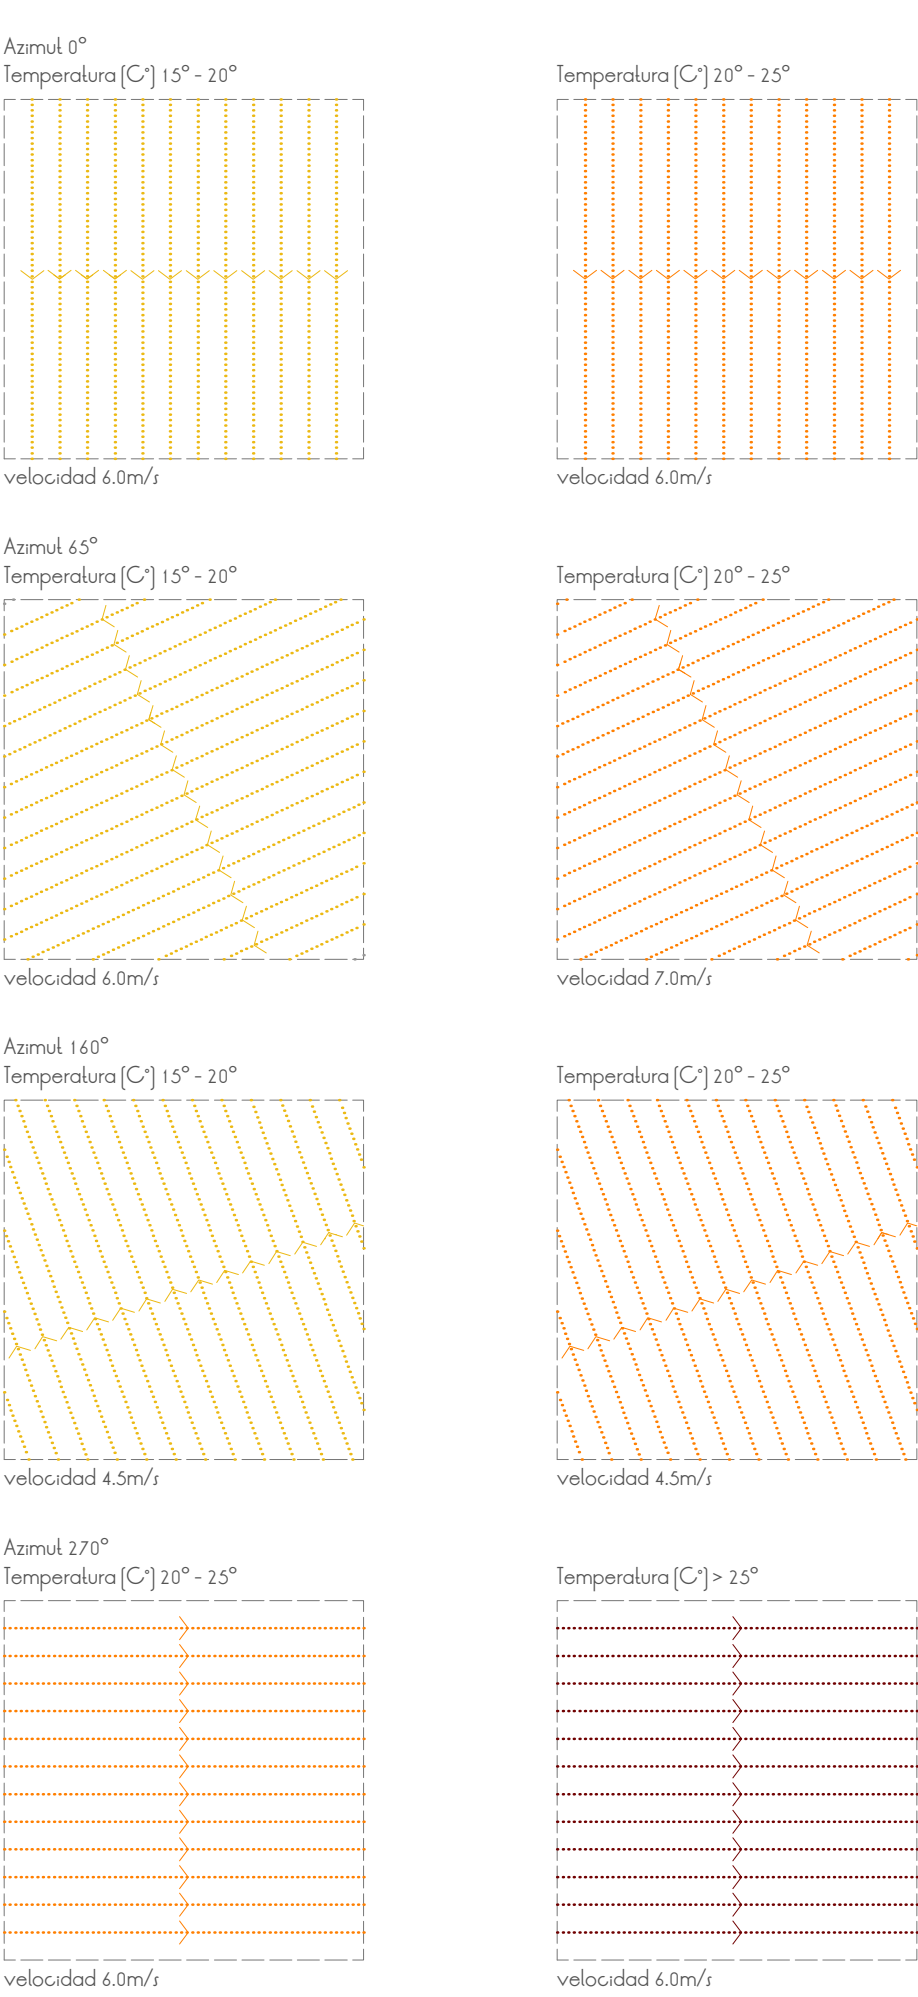 Azimut 0°
Temperatura (C°) 15° - 20°
Temperatura (C°) 20° - 25°
velocidad 6.0m/s
velocidad 6.0m/s
Azimut 65°
Temperatura (C°) 15° - 20°
Temperatura (C°) 20° - 25°
velocidad 6.0m/s
velocidad 7.0m/s
Azimut 160°
Temperatura (C°) 15° - 20°
Temperatura (C°) 20° - 25°
velocidad 4.5m/s
velocidad 4.5m/s
Azimut 270°
Temperatura (C°) 20° - 25°
Temperatura (C°) > 25°
velocidad 6.0m/s
velocidad 6.0m/s